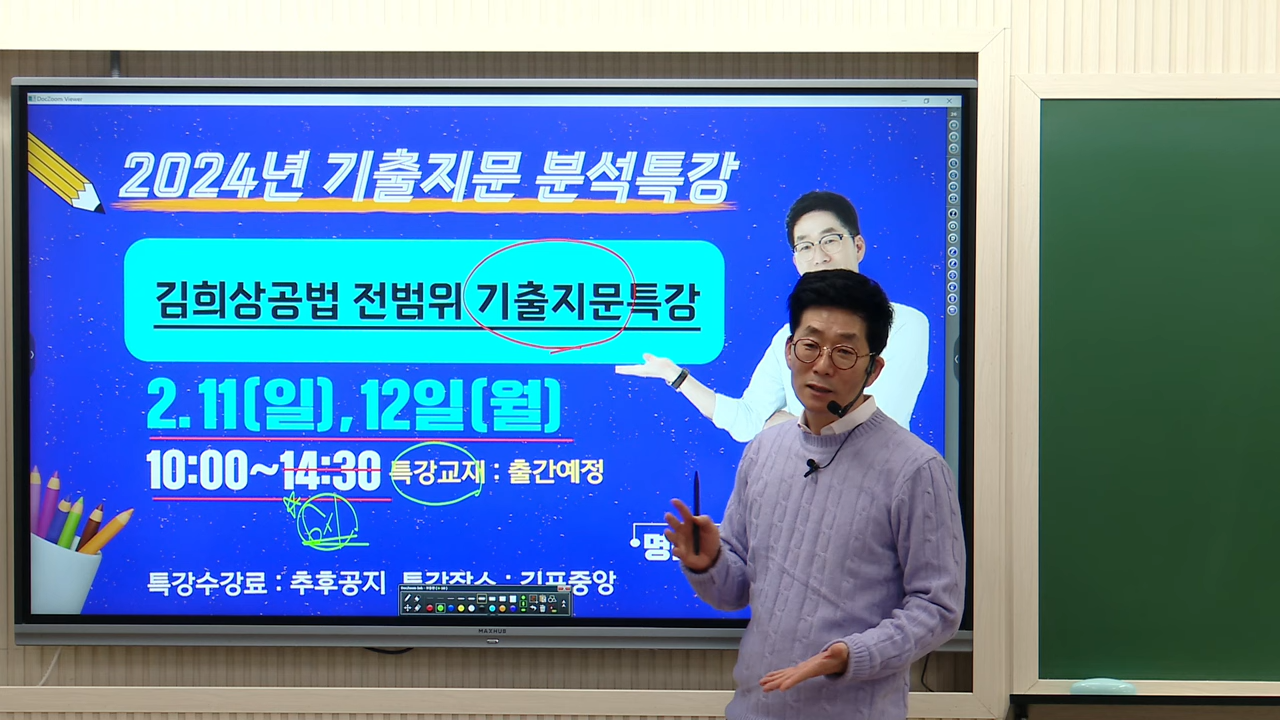 DocZoom Viewer
2024년 기출지문 분석특강
김희상공법 전범위 기출지문특강
2.11(일), 12일(월)
10:00~14:30 특강교재 : 출간예정
특강수강료 : 추후공지 특강장소 : 김포중앙
MAXHUB